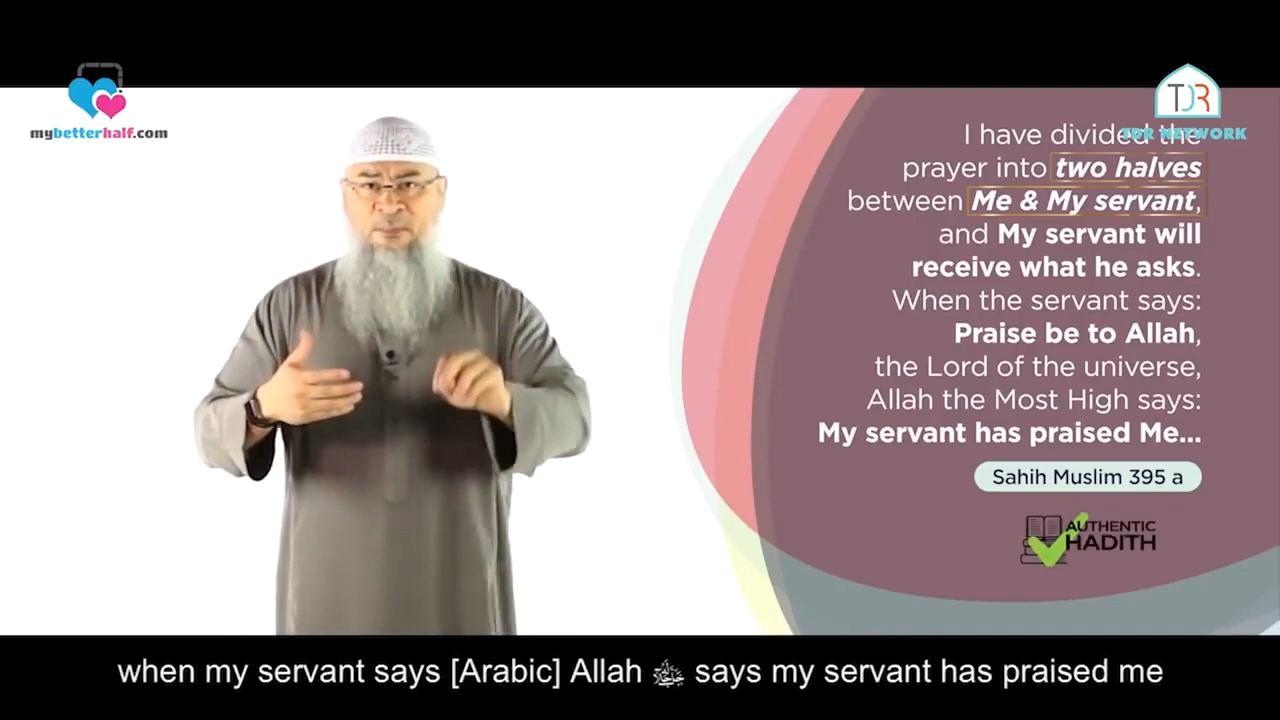 mybetterhalf.com
TDR
TDR NETWORK
I have divided the
prayer into two halves
between Me & My servant,
and My servant will
receive what he asks.
When the servant says:
Praise be to Allah,
the Lord of the universe,
Allah the Most High says:
My servant has praised Me...
Sahih Muslim 395 a
AUTHENTIC
HADITH
when my servant says [Arabic] Allah ﷻ says my servant has praised me